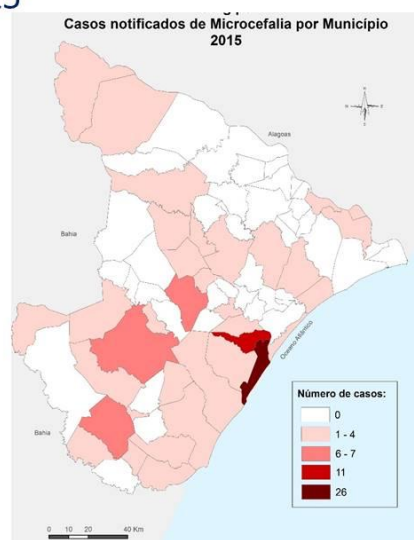 Casos notificados de Microcefalia por Município
2015
Alagoas
Bahia
Oceano Atlântico
Número de casos:
0
1 - 4
6 - 7
11
26
Bahia
0 10 20 40 Km